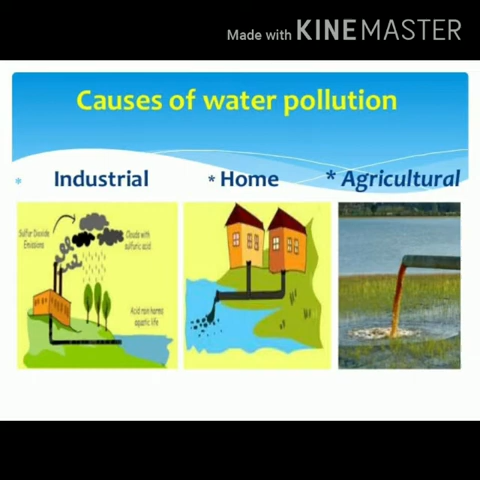 Made with KINEMASTER
Causes of water pollution
* Industrial
* Home
* Agricultural
Sulfur Dioxide
Emissions
Clouds with
sulfuric acid
Acid rain harms
aquatic life